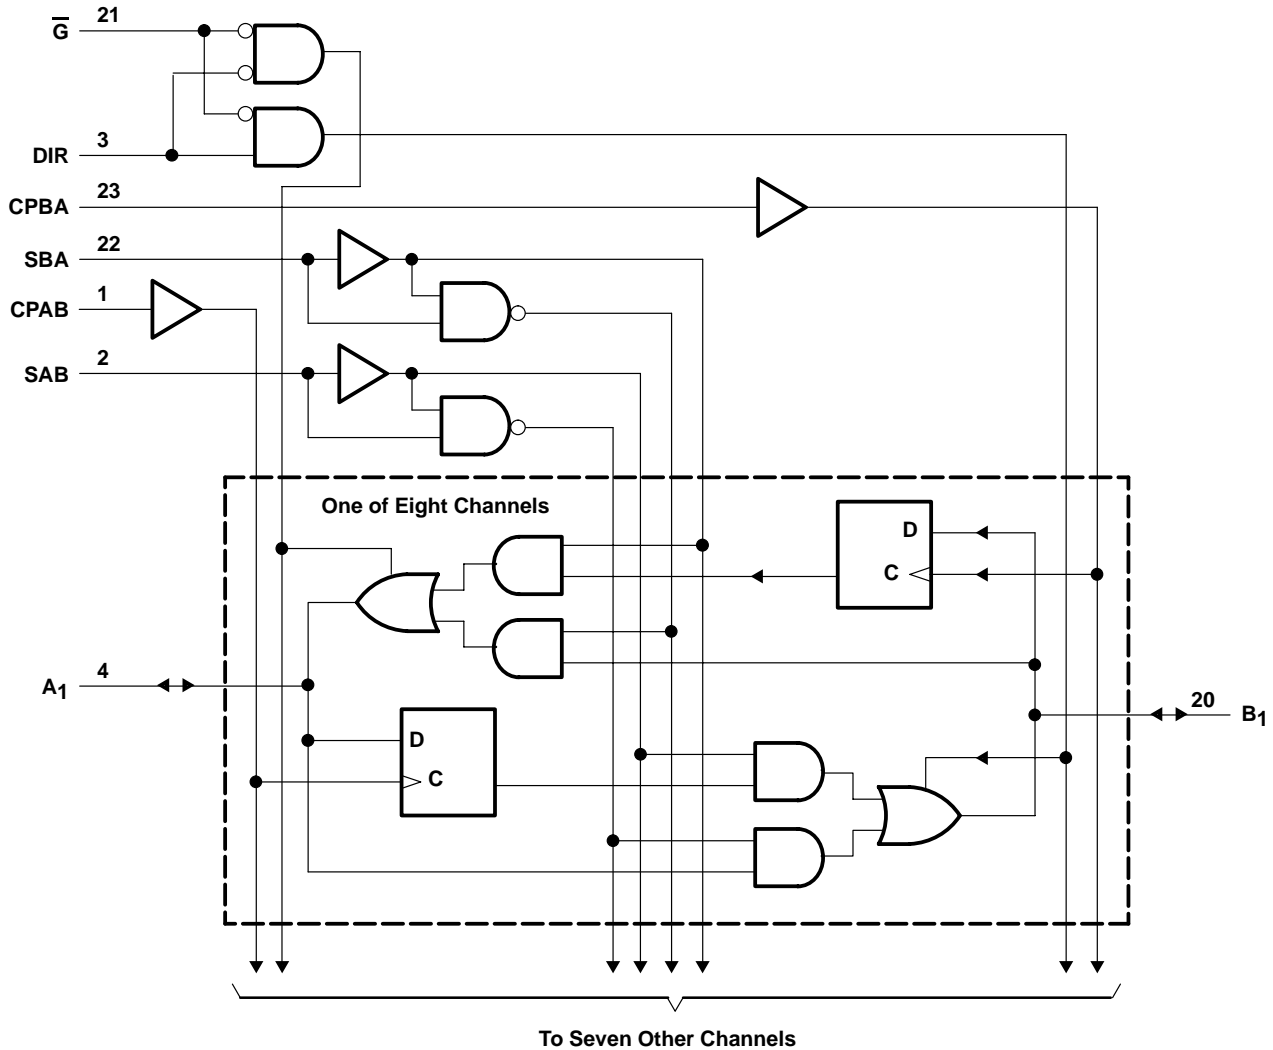 G̅ 21
DIR 3
CPBA 23
SBA 22
CPAB 1
SAB 2
One of Eight Channels
D
C
A1 4
20 B1
D
C
To Seven Other Channels